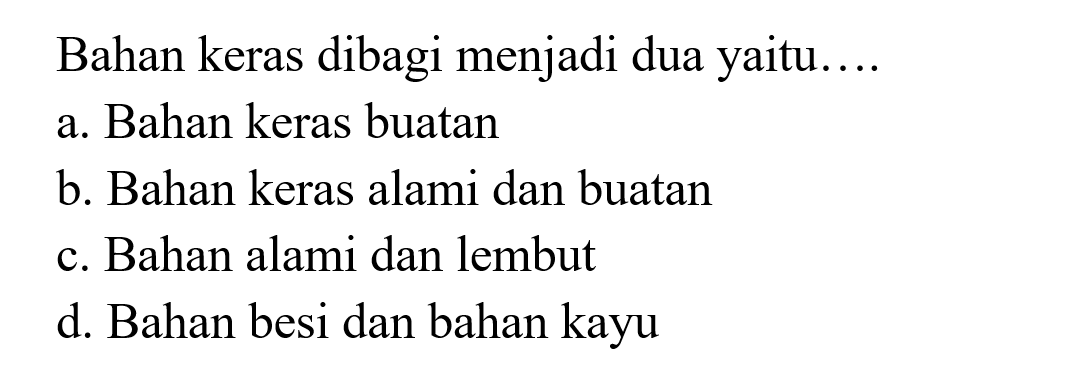 Bahan keras dibagi menjadi dua yaitu….
a. Bahan keras buatan
b. Bahan keras alami dan buatan
c. Bahan alami dan lembut
d. Bahan besi dan bahan kayu